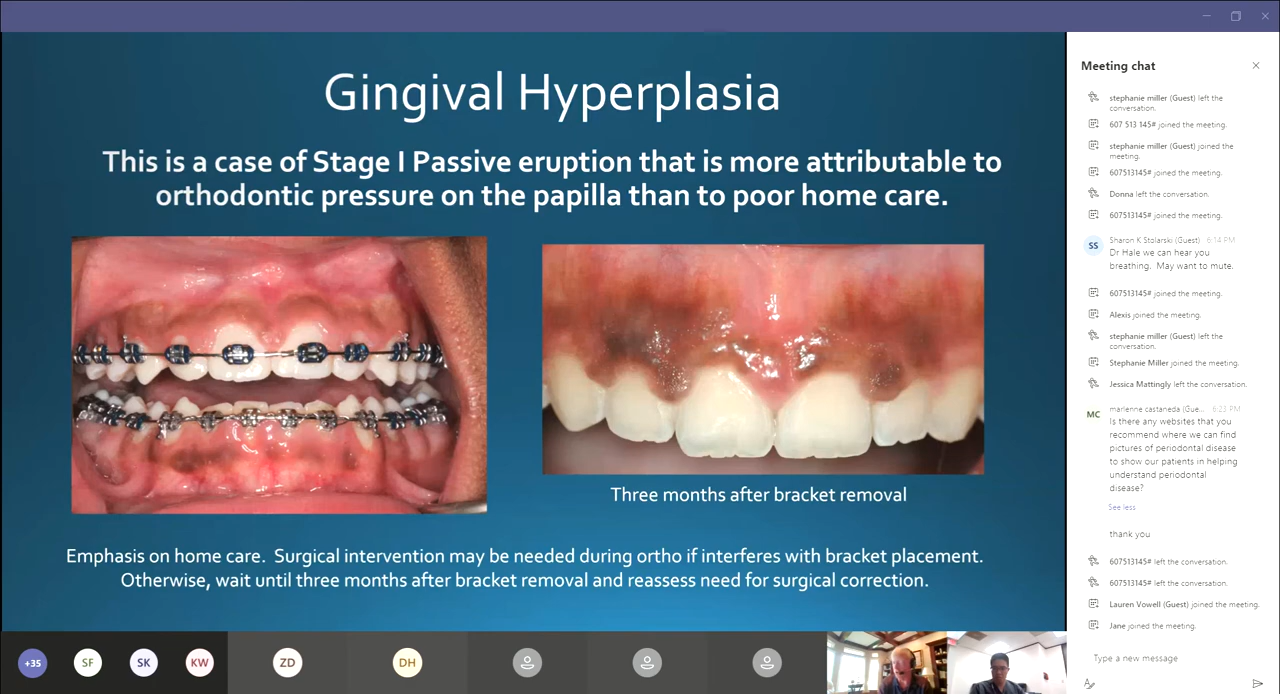 Gingival Hyperplasia
This is a case of Stage I Passive eruption that is more attributable to
orthodontic pressure on the papilla than to poor home care.
Three months after bracket removal
Emphasis on home care. Surgical intervention may be needed during ortho if interferes with bracket placement.
Otherwise, wait until three months after bracket removal and reassess need for surgical correction.
+35
SF
SK
KW
ZD
DH
Meeting chat
stephanie miller (Guest) left the
conversation.
607 513 145# joined the meeting.
stephanie miller (Guest) joined the
meeting.
607513145# joined the meeting.
Donna left the conversation.
607513145# joined the meeting.
SS
Sharon K Stolarski (Guest) 6:14 PM
Dr Hale we can hear you
breathing. May want to mute.
607513145# joined the meeting.
Alexis joined the meeting.
stephanie miller (Guest) left the
conversation.
Stephanie Miller joined the meeting.
Jessica Mattingly left the conversation.
MC
marlenne castaneda (Gue... 6:23 PM
Is there any websites that you
recommend where we can find
pictures of periodontal disease
to show our patients in helping
understand periodontal
disease?
See less
thank you
607513145# left the conversation.
607513145# left the conversation.
Lauren Vowell (Guest) joined the meeting.
Jane joined the meeting.
Type a new message